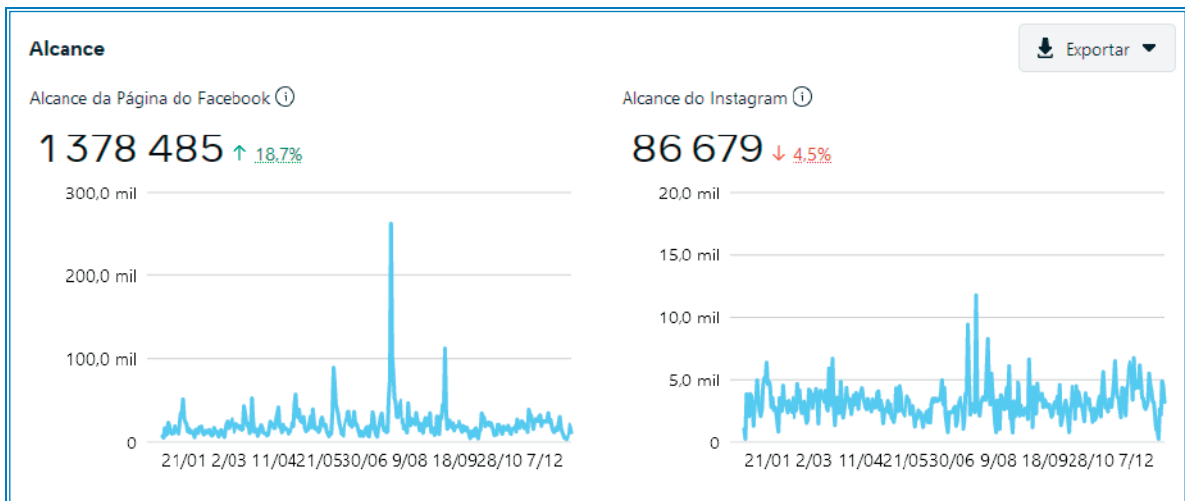 Alcance
Exportar
Alcance da Página do Facebook
1 378 485 ↑ 18,7%
300,0 mil
200,0 mil
100,0 mil
0
21/01 2/03 11/0421/0530/06 9/08 18/0928/10 7/12
Alcance do Instagram
86 679 ↓ 4,5%
20,0 mil
15,0 mil
10,0 mil
5,0 mil
0
21/01 2/03 11/0421/0530/06 9/08 18/0928/10 7/12